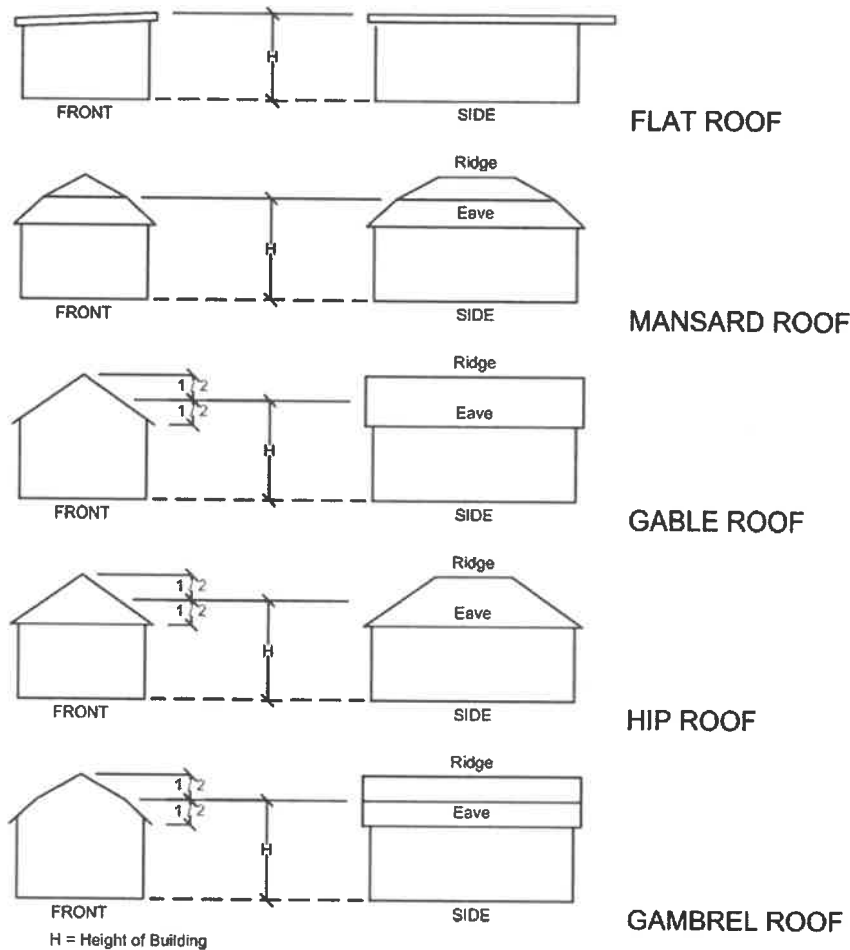 H
FRONT
SIDE
FLAT ROOF
Ridge
Eave
H
FRONT
SIDE
MANSARD ROOF
Ridge
1 2
1 2
Eave
H
FRONT
SIDE
GABLE ROOF
Ridge
1 2
1 2
Eave
H
FRONT
SIDE
HIP ROOF
Ridge
1 2
1 2
Eave
H
FRONT
SIDE
GAMBREL ROOF
H = Height of Building